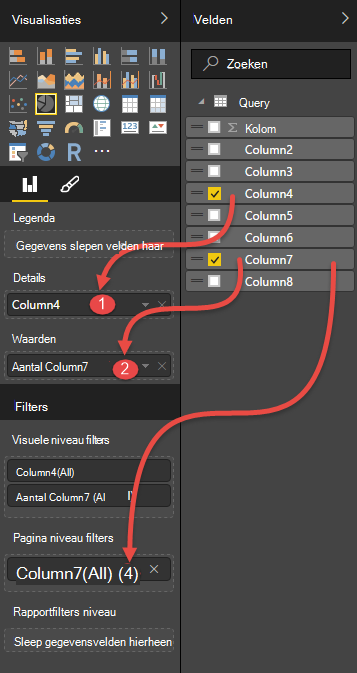 Visualisaties
R
123
Legenda
Gegevens slepen velden haar
Details
Column4
1
Waarden
Aantal Column7
2
Filters
Visuele niveau filters
Column4(All)
Aantal Column7 (Al
Pagina niveau filters
Column7(All) (4)
Rapportfilters niveau
Sleep gegevensvelden hierheen
Velden
Zoeken
Query
Σ Kolom
Column2
Column3
Column4
Column5
Column6
Column7
Column8